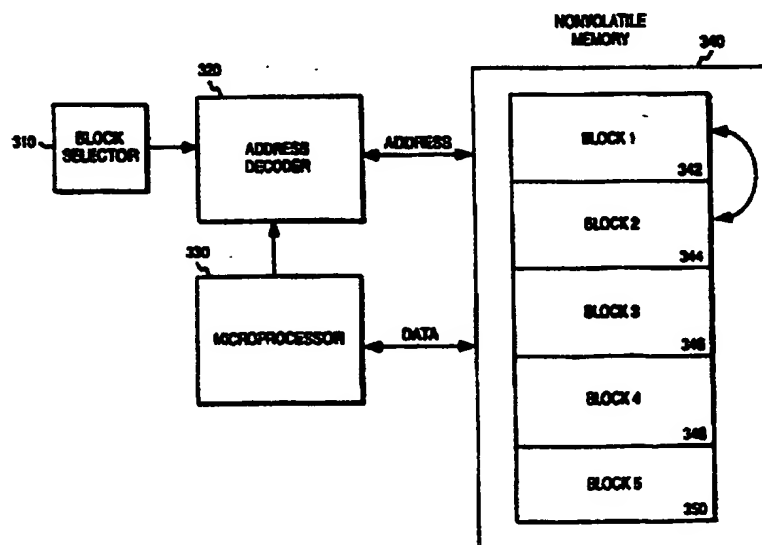 NONVOLATILE
MEMORY
340
320
310
BLOCK
SELECTOR
ADDRESS
DECODER
ADDRESS
BLOCK 1
342
BLOCK 2
344
330
MICROPROCESSOR
DATA
BLOCK 3
346
BLOCK 4
348
BLOCK 5
350